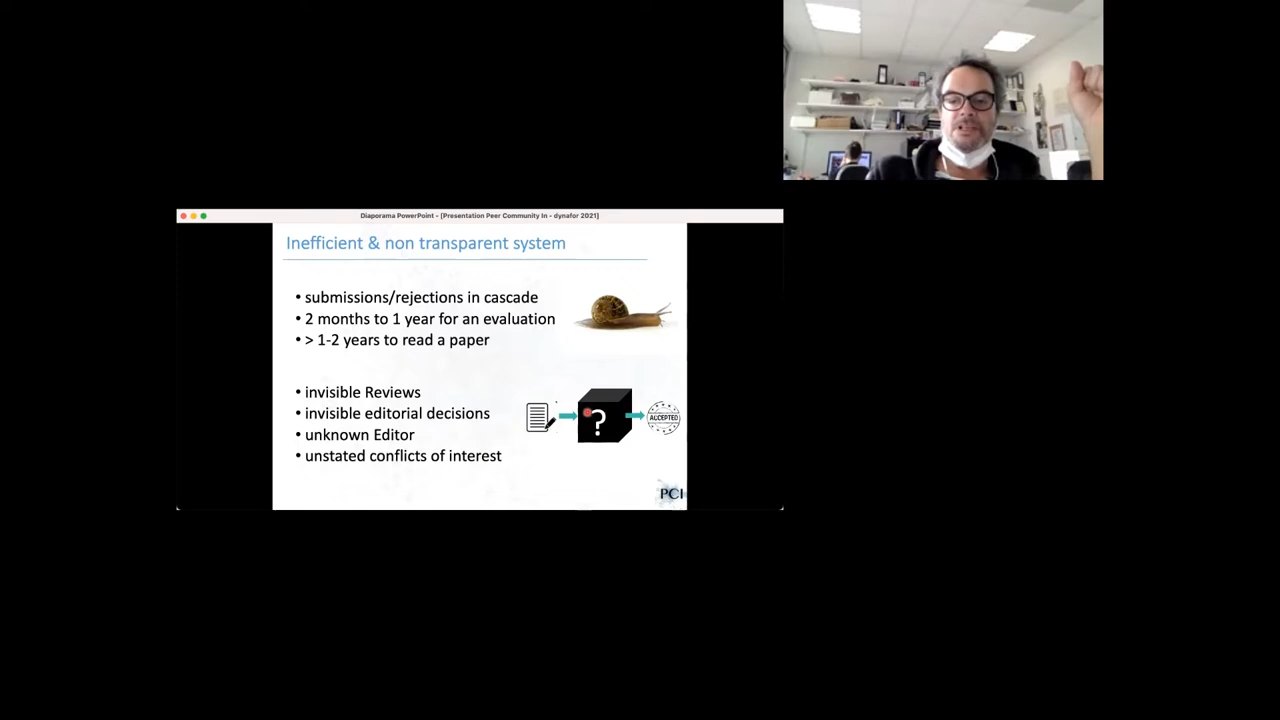 Diaporama PowerPoint - [Presentation Peer Community In - dynafor 2021]
Inefficient & non transparent system
• submissions/rejections in cascade
• 2 months to 1 year for an evaluation
• > 1-2 years to read a paper
• invisible Reviews
• invisible editorial decisions
• unknown Editor
• unstated conflicts of interest
?
ACCEPTED
PCI